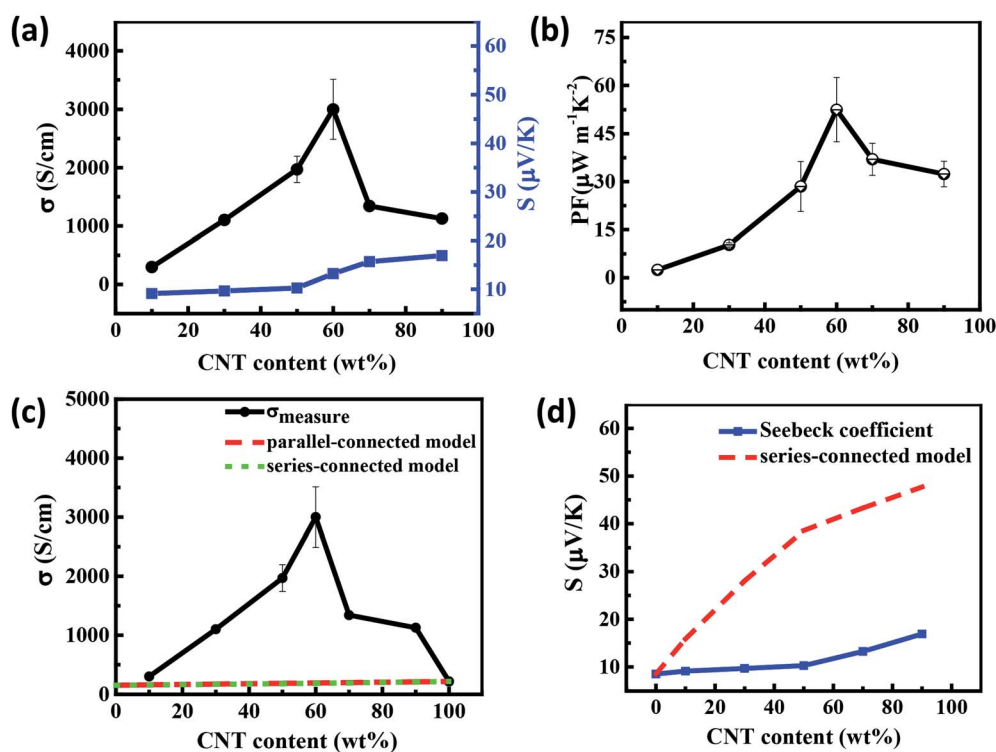 (a)
4000
3000
2000
1000
0
σ (S/cm)
60
50
40
30
20
10
S (μV/K)
0 20 40 60 80 100
CNT content (wt%)
(b)
75
60
45
30
15
0
PF(μW m⁻¹K⁻²)
0 20 40 60 80 100
CNT content (wt%)
(c)
5000
4000
3000
2000
1000
0
σ (S/cm)
σmeasure
parallel-connected model
series-connected model
0 20 40 60 80 100
CNT content (wt%)
(d)
60
50
40
30
20
10
S (μV/K)
Seebeck coefficient
series-connected model
0 20 40 60 80 100
CNT content (wt%)